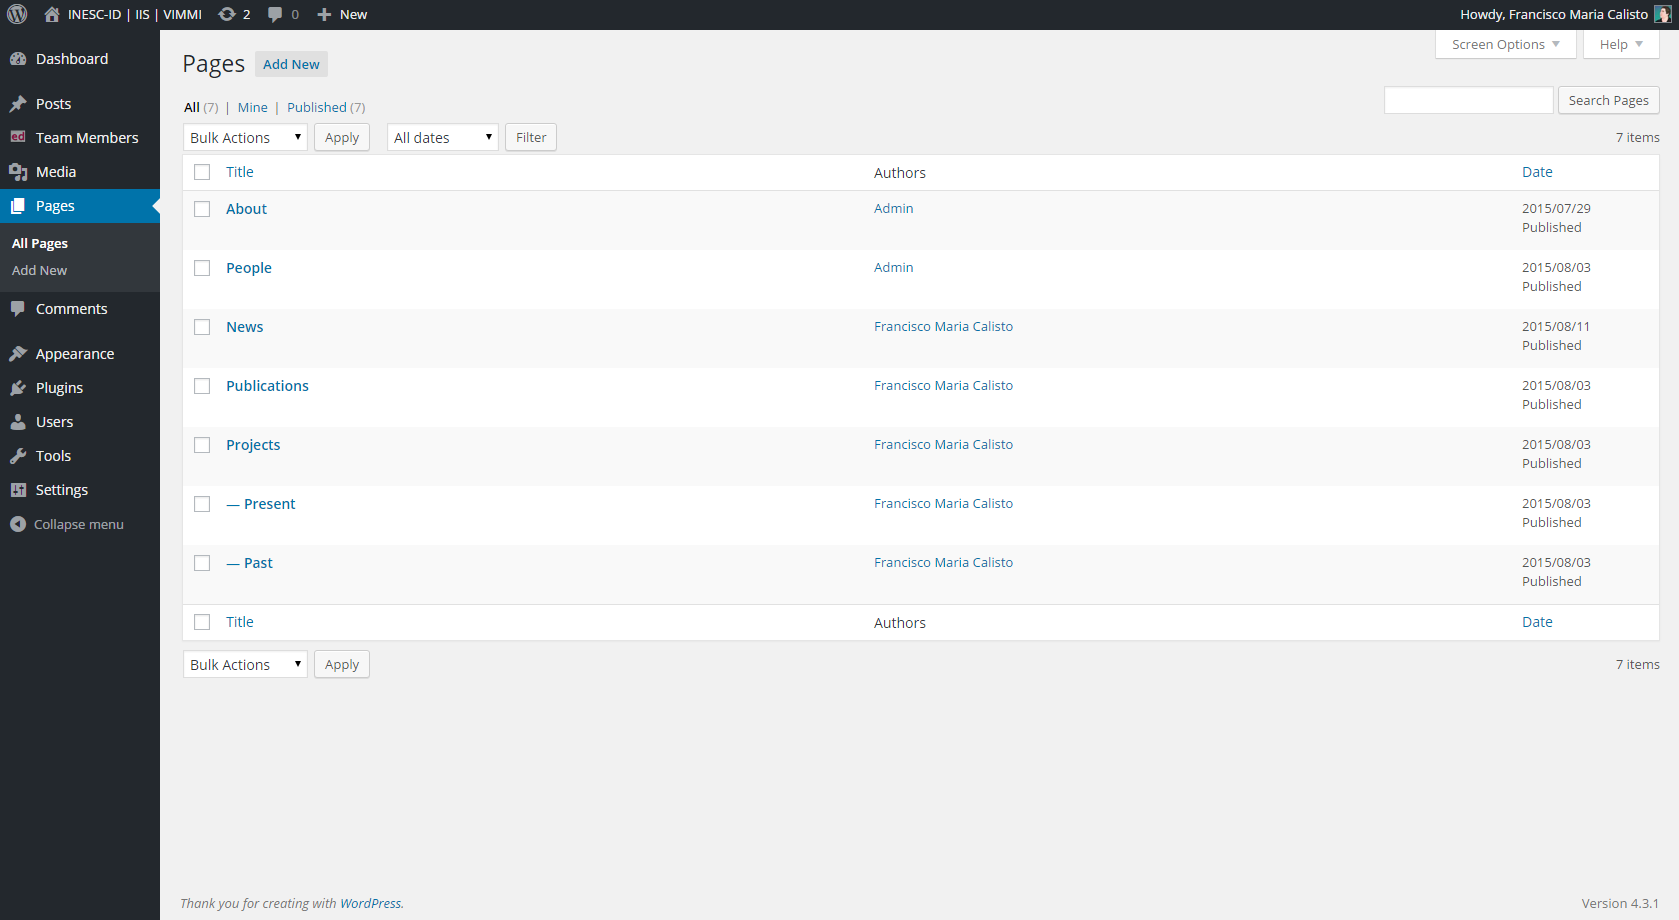 INESC-ID | IIS | VIMMI 2 0 New Howdy, Francisco Maria Calisto
Dashboard
Posts
ed Team Members
Media
Pages
All Pages
Add New
Comments
Appearance
Plugins
Users
Tools
Settings
Collapse menu
Screen Options Help
Pages Add New
All (7) | Mine | Published (7)
Search Pages
Bulk Actions Apply All dates Filter 7 items
Title Authors Date
About Admin 2015/07/29
Published
People Admin 2015/08/03
Published
News Francisco Maria Calisto 2015/08/11
Published
Publications Francisco Maria Calisto 2015/08/03
Published
Projects Francisco Maria Calisto 2015/08/03
Published
— Present Francisco Maria Calisto 2015/08/03
Published
— Past Francisco Maria Calisto 2015/08/03
Published
Title Authors Date
Bulk Actions Apply 7 items
Thank you for creating with WordPress. Version 4.3.1